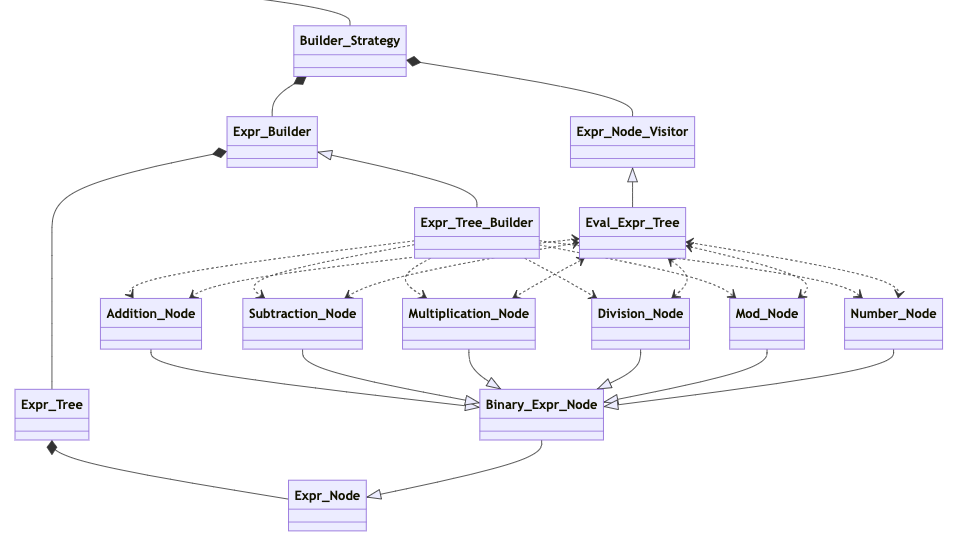 Builder_Strategy
Expr_Builder
Expr_Node_Visitor
Expr_Tree_Builder
Eval_Expr_Tree
Addition_Node
Subtraction_Node
Multiplication_Node
Division_Node
Mod_Node
Number_Node
Expr_Tree
Binary_Expr_Node
Expr_Node